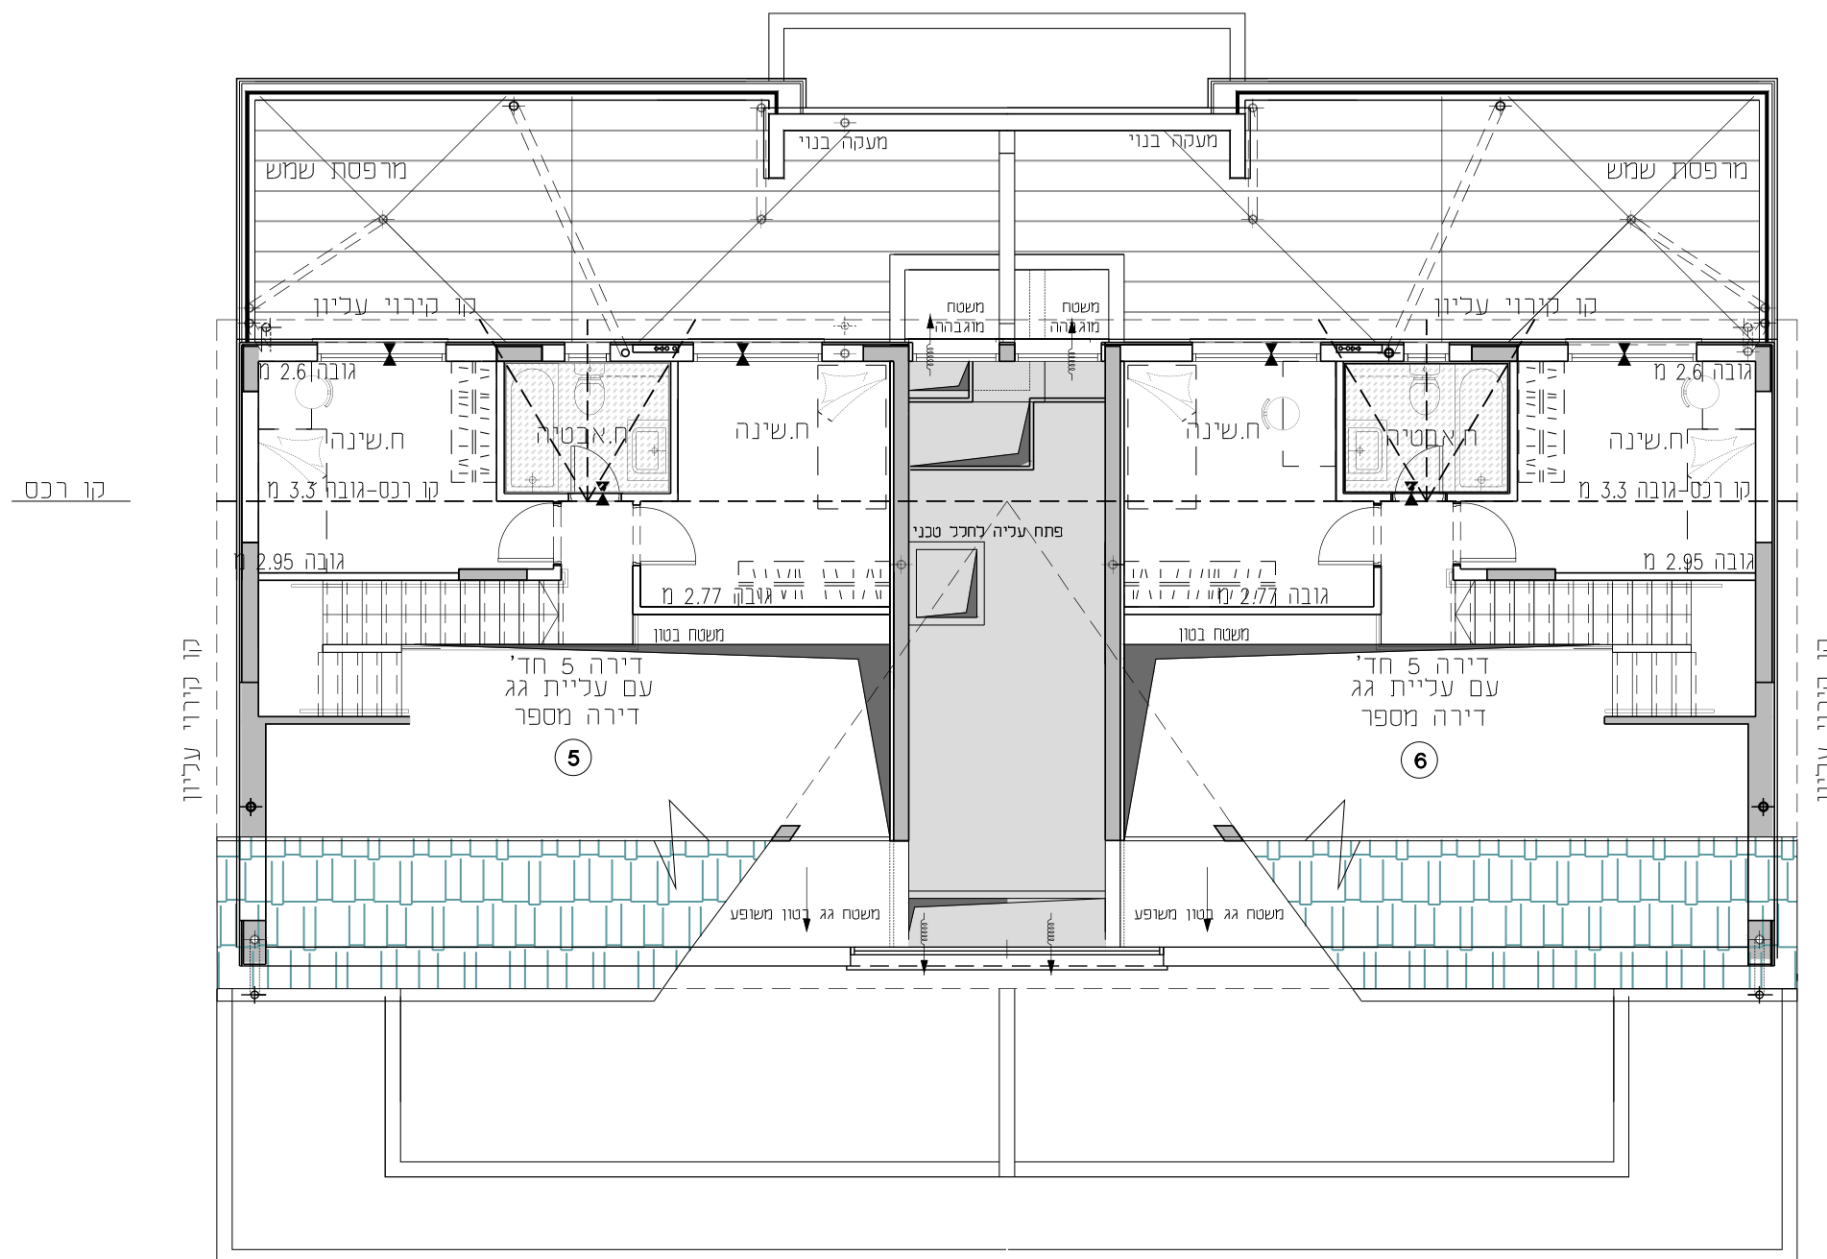 מעקה בנוי
מעקה בנוי
מרפסת שמש
מרפסת שמש
קו קירוי עליון
משטח
מוגבהה
משטח
מוגבהה
קו קירוי עליון
גובה 2.6 מ
גובה 2.6 מ
ח.שינה
ח.אמבטיה
ח.שינה
ח.שינה
ח.אמבטיה
ח.שינה
קו רכס
קו רכס-גובה 3.3 מ
קו רכס-גובה 3.3 מ
פתח עליה לחלל טכני
גובה 2.95 מ
גובה 2.95 מ
גובה 2.77 מ
גובה 2.77 מ
משטח בטון
משטח בטון
קו קירוי עליון
דירה 5 חד'
עם עליית גג
דירה מספר
5
דירה 5 חד'
עם עליית גג
דירה מספר
6
קו קירוי עליון
משטח גג בטון משופע
משטח גג בטון משופע